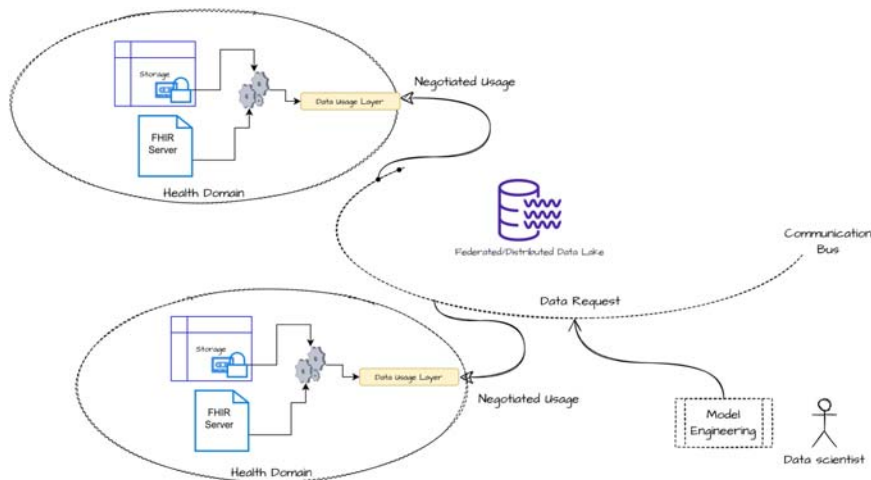 Storage
FHIR
Server
Data Usage Layer
Health Domain
Negotiated Usage
Federated/Distributed Data Lake
Communication
Bus
Data Request
Storage
FHIR
Server
Data Usage Layer
Negotiated Usage
Health Domain
Model
Engineering
Data scientist